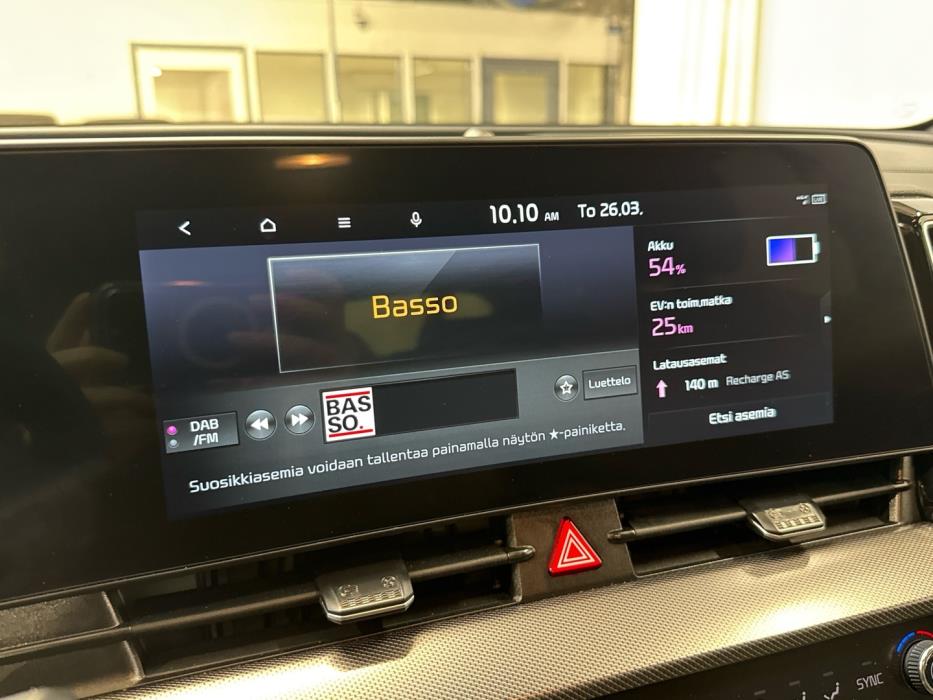 10.10 AM To 26.03.
Basso
BAS
SO.
DAB
/FM
Luettelo
Suosikkiasemia voidaan tallentaa painamalla näytön ★-painiketta.
Akku
54%
EV:n toim.matka
25km
Latausasemat
140 m Recharge AS
Etsi asemia
SYNC